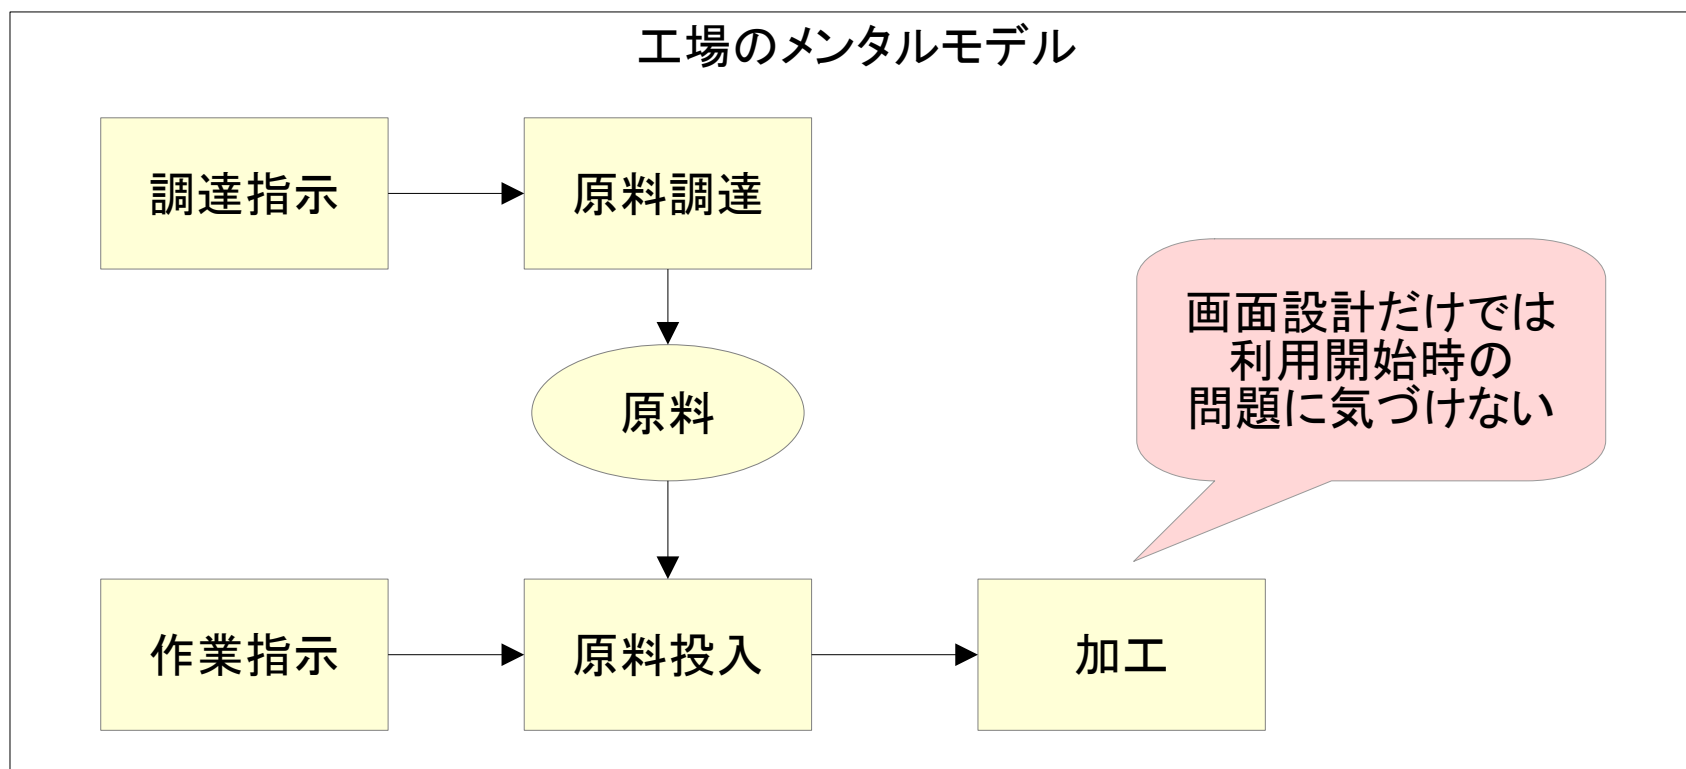 工場のメンタルモデル
調達指示
原料調達
画面設計だけでは
利用開始時の
問題に気づけない
原料
作業指示
原料投入
加工